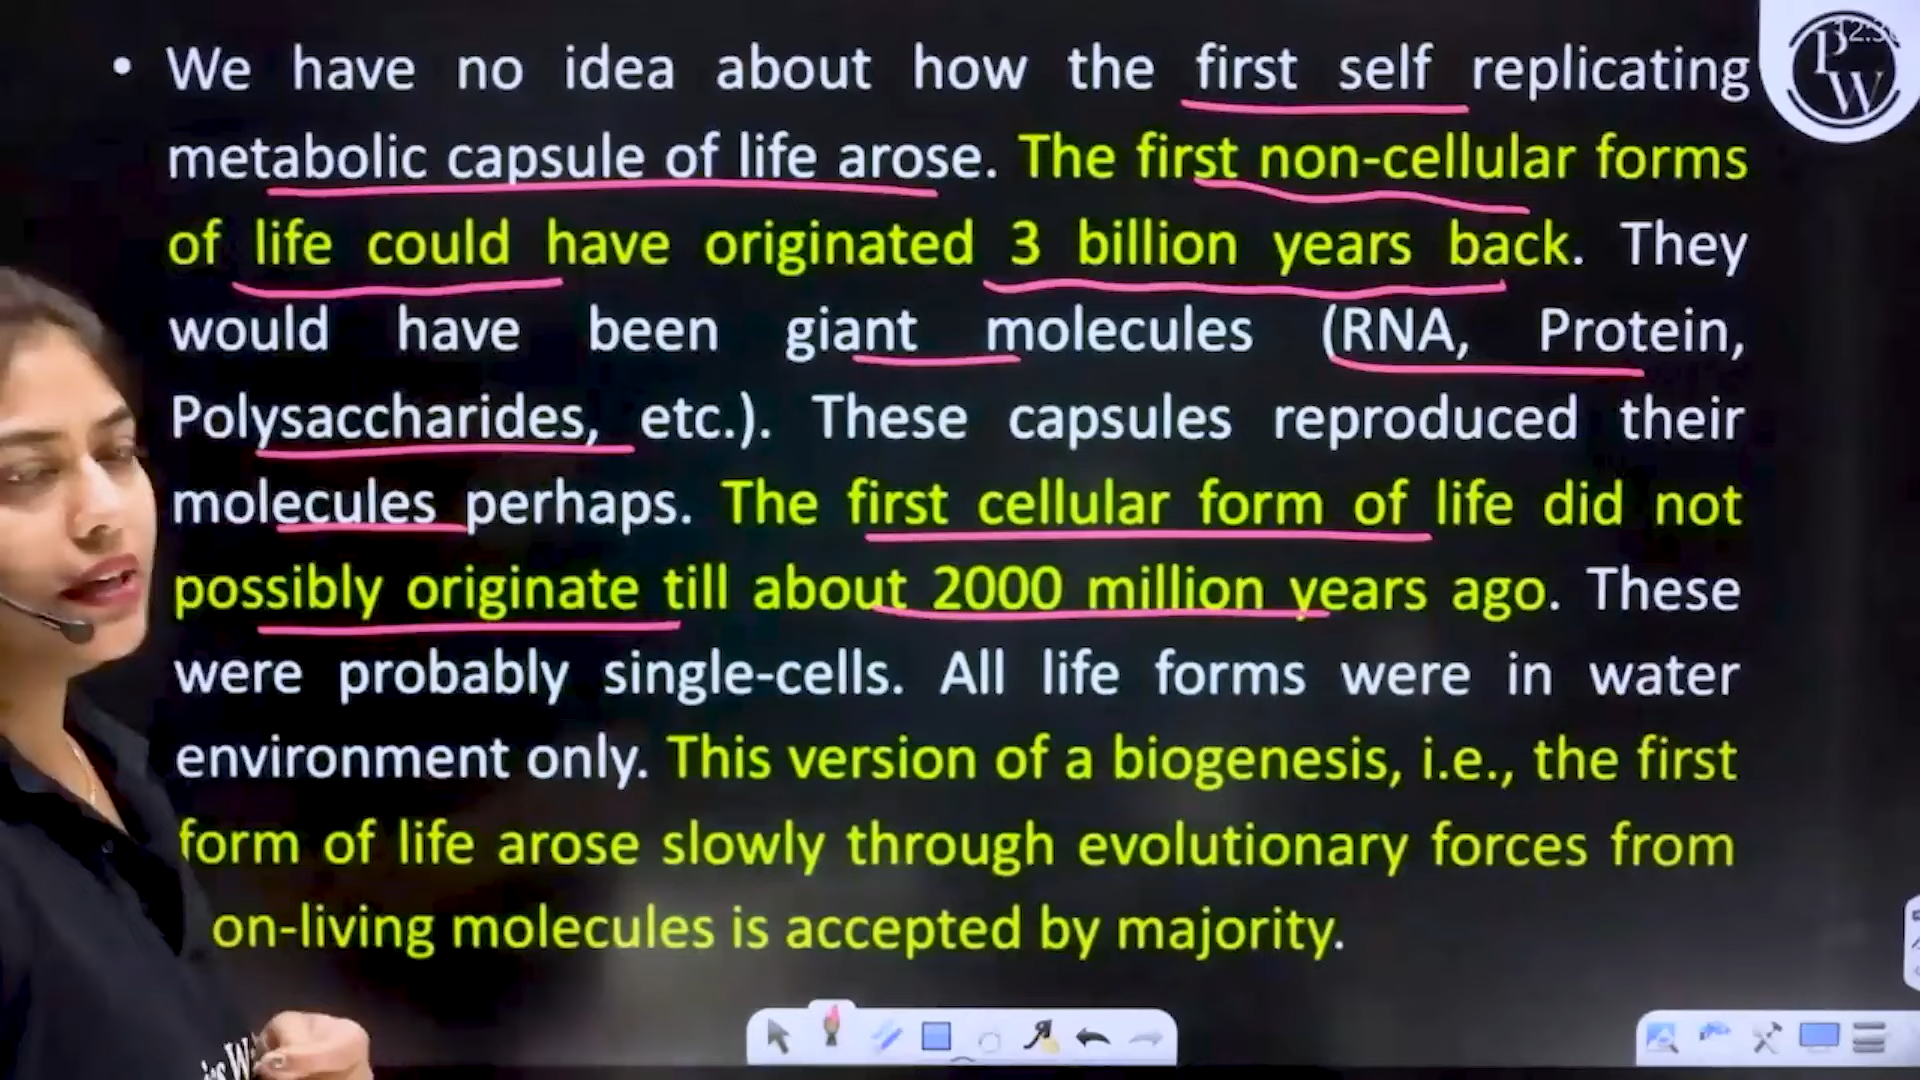 • We have no idea about how the first self replicating
metabolic capsule of life arose. The first non-cellular forms
of life could have originated 3 billion years back. They
would have been giant molecules (RNA, Protein,
Polysaccharides, etc.). These capsules reproduced their
molecules perhaps. The first cellular form of life did not
possibly originate till about 2000 million years ago. These
were probably single-cells. All life forms were in water
environment only. This version of a biogenesis, i.e., the first
form of life arose slowly through evolutionary forces from
on-living molecules is accepted by majority.
PW